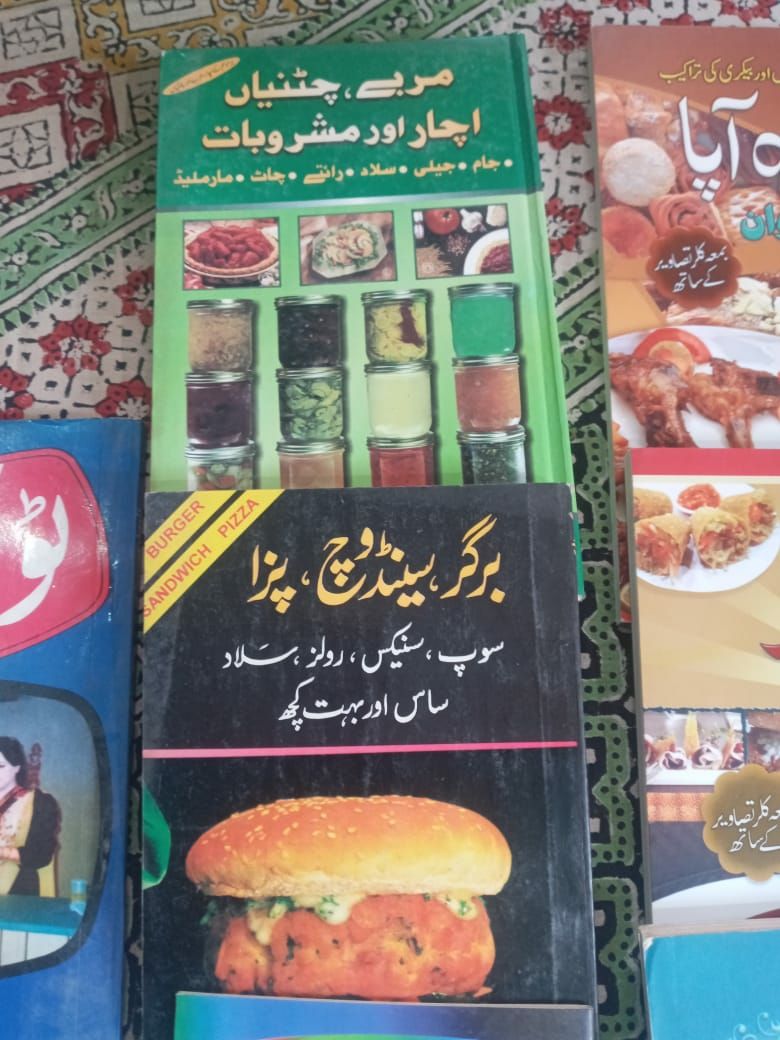 مربے، چٹنیاں
اچار اور مشروبات
• جام • جیلی • سلاد • رائتے • چاٹ • مارملیڈ
اور بیکری کی تراکیب
آپا
بمعہ کلر تصاویر
کے ساتھ
BURGER
SANDWICH PIZZA
برگر، سینڈوچ، پزا
سوپ، سنیکس، رولز، سلاد
ساس اور بہت کچھ
کلر تصاویر
کے ساتھ